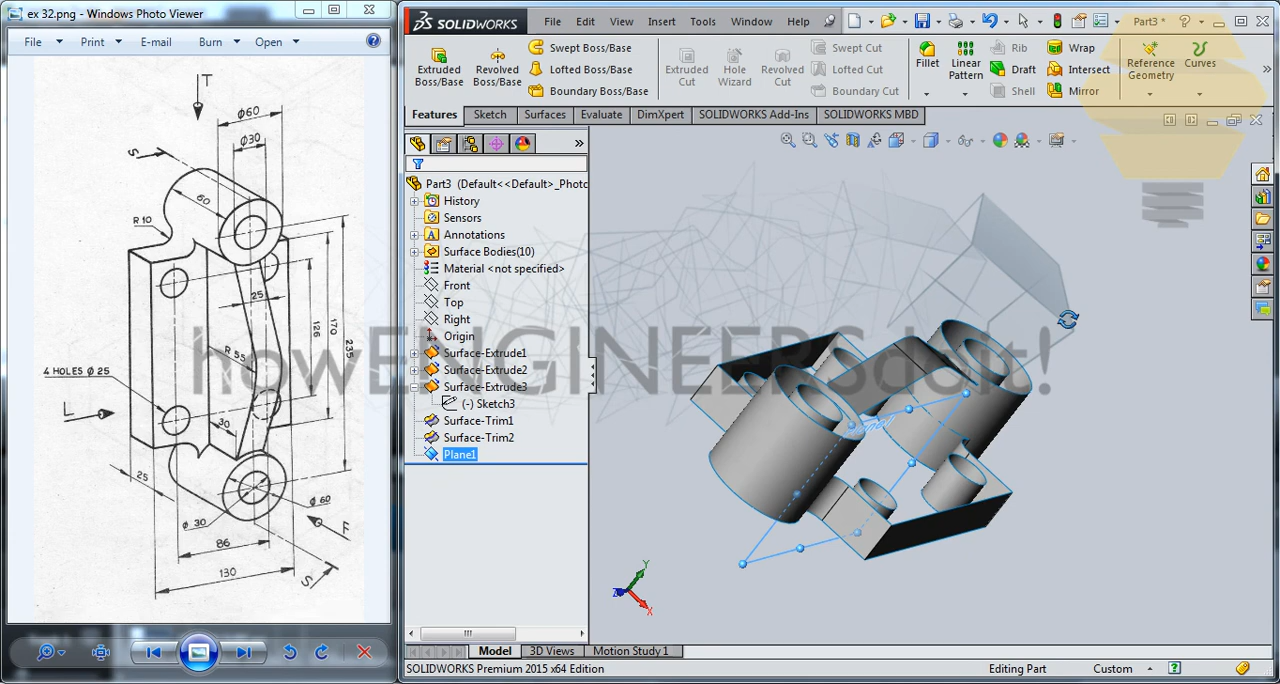 ex 32.png - Windows Photo Viewer
File Print E-mail Burn Open
T
ϕ60
ϕ30
S
60
R 10
25
126
170
235
R 55
4 HOLES ϕ 25
L
30
25
ϕ 60
ϕ 30
F
86
130
S
SOLIDWORKS File Edit View Insert Tools Window Help Part3 *
Extruded Boss/Base
Revolved Boss/Base
Swept Boss/Base
Lofted Boss/Base
Boundary Boss/Base
Extruded Cut
Hole Wizard
Revolved Cut
Swept Cut
Lofted Cut
Boundary Cut
Fillet
Linear Pattern
Rib
Draft
Shell
Wrap
Intersect
Mirror
Reference Geometry
Curves
Features Sketch Surfaces Evaluate DimXpert SOLIDWORKS Add-Ins SOLIDWORKS MBD
Part3 (Default<<Default>_Photo
History
Sensors
Annotations
Surface Bodies(10)
Material <not specified>
Front
Top
Right
Origin
Surface-Extrude1
Surface-Extrude2
Surface-Extrude3
(-) Sketch3
Surface-Trim1
Surface-Trim2
Plane1
howENGINEERSdoit!
Y
Z
X
Model 3D Views Motion Study 1
SOLIDWORKS Premium 2015 x64 Edition Editing Part Custom